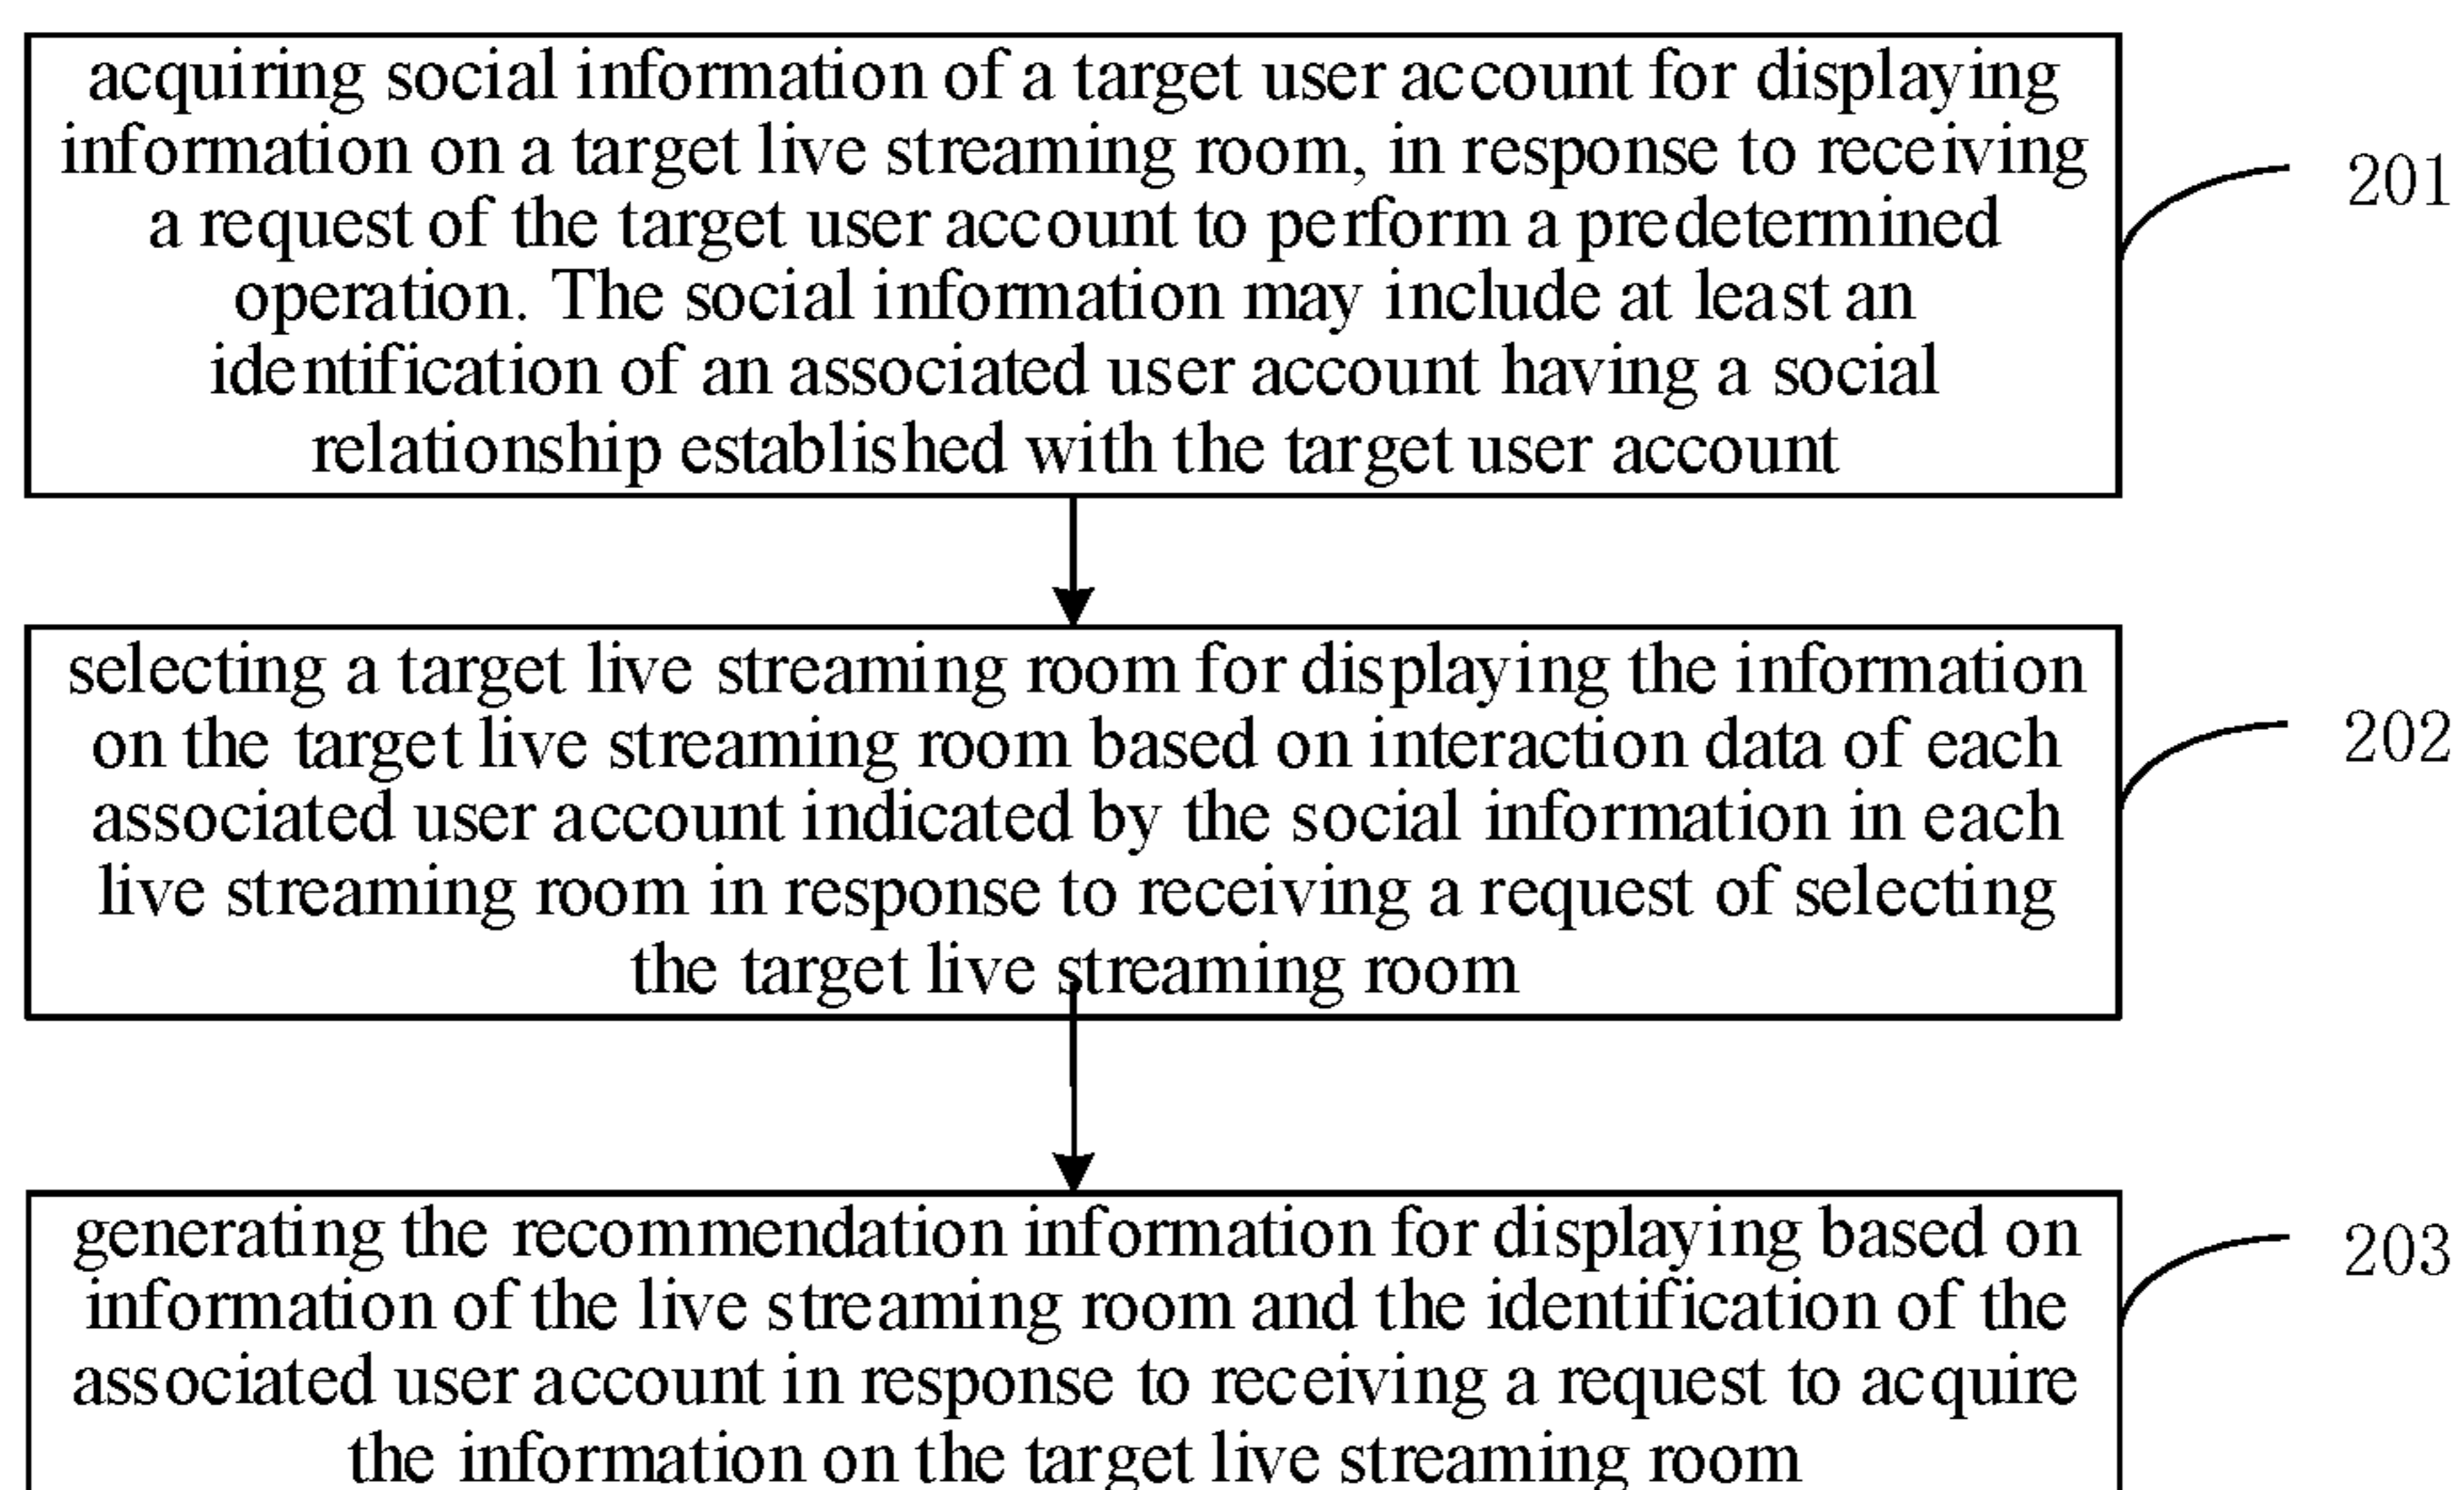 acquiring social information of a target user account for displaying
information on a target live streaming room, in response to receiving
a request of the target user account to perform a predetermined
operation. The social information may include at least an
identification of an associated user account having a social
relationship established with the target user account
201
selecting a target live streaming room for displaying the information
on the target live streaming room based on interaction data of each
associated user account indicated by the social information in each
live streaming room in response to receiving a request of selecting
the target live streaming room
202
generating the recommendation information for displaying based on
information of the live streaming room and the identification of the
associated user account in response to receiving a request to acquire
the information on the target live streaming room
203